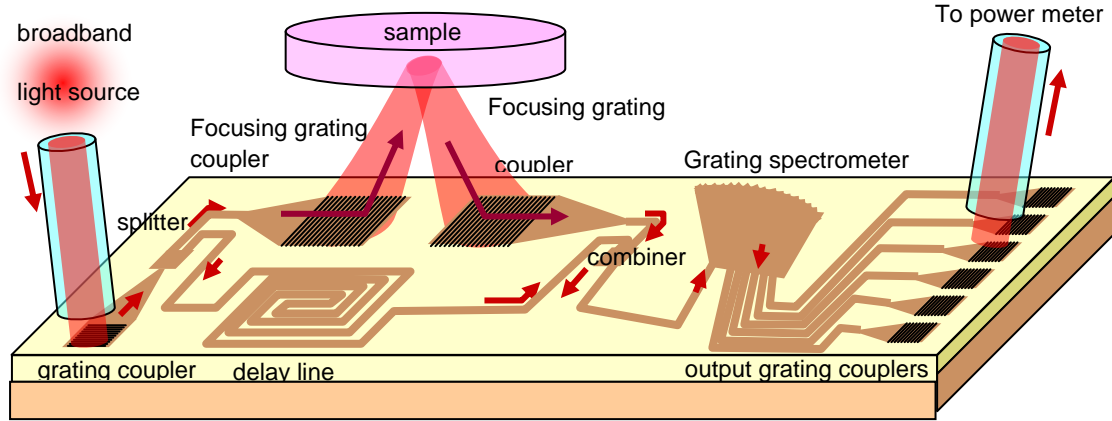 broadband
light source
sample
To power meter
Focusing grating
coupler
Focusing grating
coupler
Grating spectrometer
splitter
combiner
grating coupler
delay line
output grating couplers